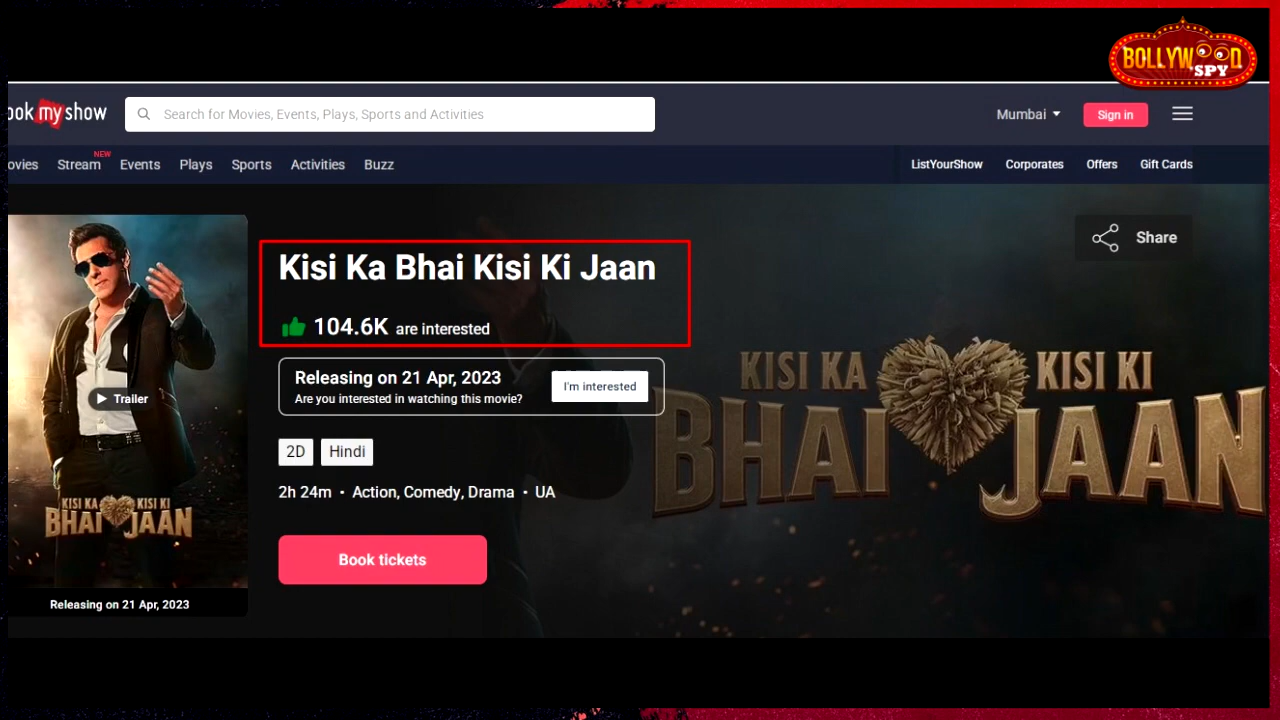 BOLLYWOOD
SPY
ook my show
Search for Movies, Events, Plays, Sports and Activities
Mumbai
Sign in
ovies
Stream
NEW
Events
Plays
Sports
Activities
Buzz
ListYourShow
Corporates
Offers
Gift Cards
Share
Kisi Ka Bhai Kisi Ki Jaan
104.6K are interested
Releasing on 21 Apr, 2023
Are you interested in watching this movie?
I'm interested
Trailer
2D
Hindi
2h 24m • Action, Comedy, Drama • UA
Book tickets
KISI KA KISI KI
BHAI JAAN
Releasing on 21 Apr, 2023
KISI KA KISI KI
BHAI JAAN